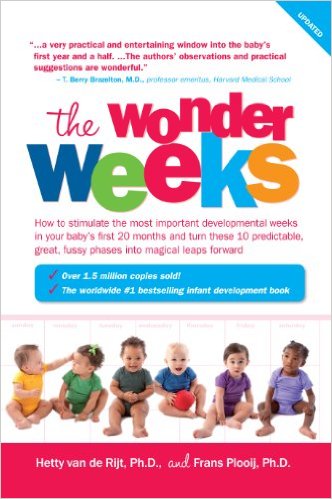 UPDATED
“...a very practical and entertaining window into the baby’s
first year and a half. ...The authors’ observations and practical
suggestions are wonderful.”
– T. Berry Brazelton, M.D., professor emeritus, Harvard Medical School
the wonder
weeks
How to stimulate the most important developmental weeks
in your baby’s first 20 months and turn these 10 predictable,
great, fussy phases into magical leaps forward
✓ Over 1.5 million copies sold!
✓ The worldwide #1 bestselling infant development book
tuesday wednesday thursday friday saturday
Hetty van de Rijt, Ph.D., and Frans Plooij, Ph.D.